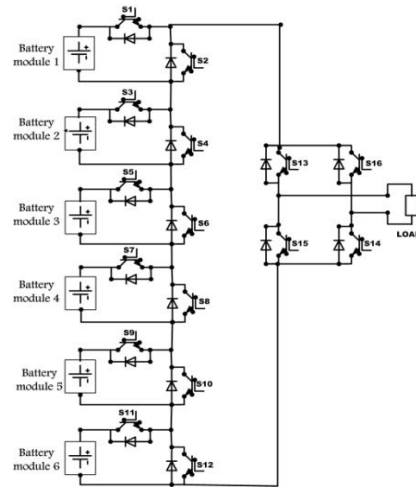 S1
Battery
module 1
S2
S3
Battery
module 2
S4
S5
Battery
module 3
S6
S7
Battery
module 4
S8
S9
Battery
module 5
S10
S11
Battery
module 6
S12
S13
S16
S15
S14
LOAD